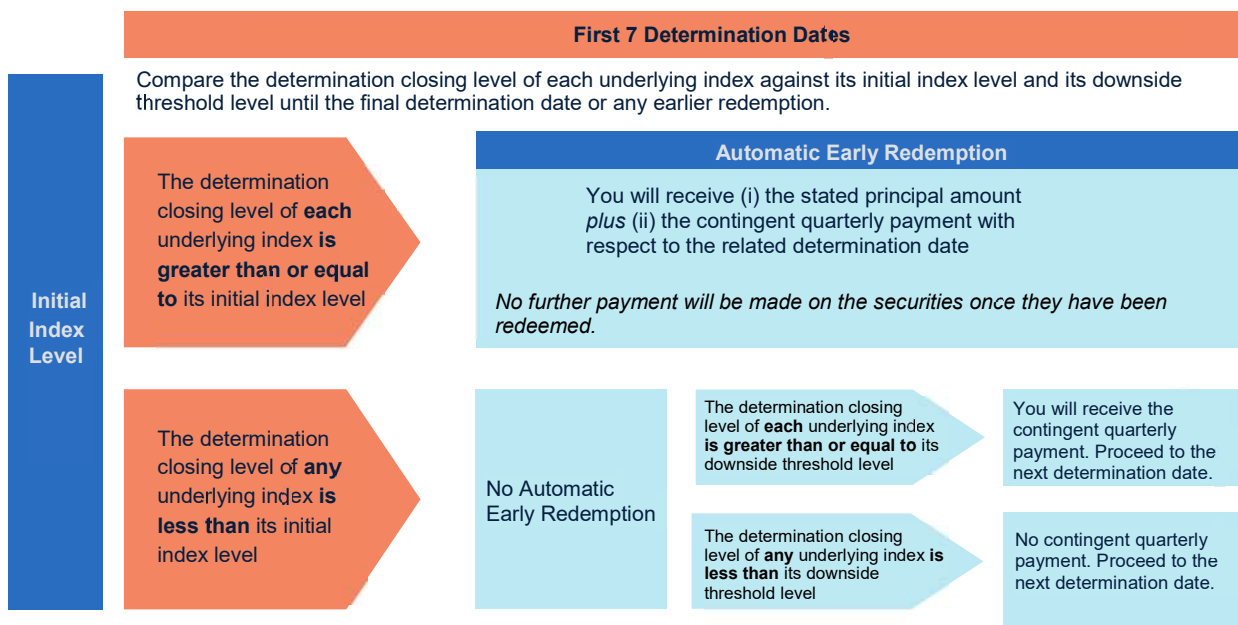 First 7 Determination Dates
Compare the determination closing level of each underlying index against its initial index level and its downside
threshold level until the final determination date or any earlier redemption.
Initial
Index
Level
The determination
closing level of each
underlying index is
greater than or equal
to its initial index level
Automatic Early Redemption
You will receive (i) the stated principal amount
plus (ii) the contingent quarterly payment with
respect to the related determination date
No further payment will be made on the securities once they have been
redeemed.
The determination
closing level of any
underlying index is
less than its initial
index level
No Automatic
Early Redemption
The determination closing
level of each underlying index
is greater than or equal to its
downside threshold level
You will receive the
contingent quarterly
payment. Proceed to the
next determination date.
The determination closing
level of any underlying index is
less than its downside
threshold level
No contingent quarterly
payment. Proceed to the
next determination date.